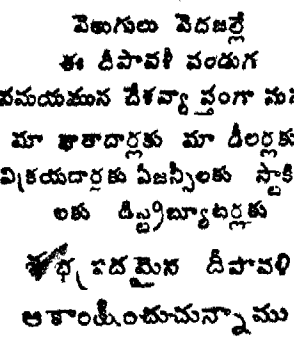 వెలుగులు వెదజల్లే
ఈ దీపావళి పండుగ
సమయమున దేశవ్యాప్తంగా
మా ఖాతాదార్లకు మా డీలర్లకు
విక్రయదార్లకు ఏజన్సీలకు స్టాకి
లకు డిస్ట్రిబ్యూటర్లకు
శుభప్రదమైన దీపావళి
ఆకాంక్షించుచున్నాము